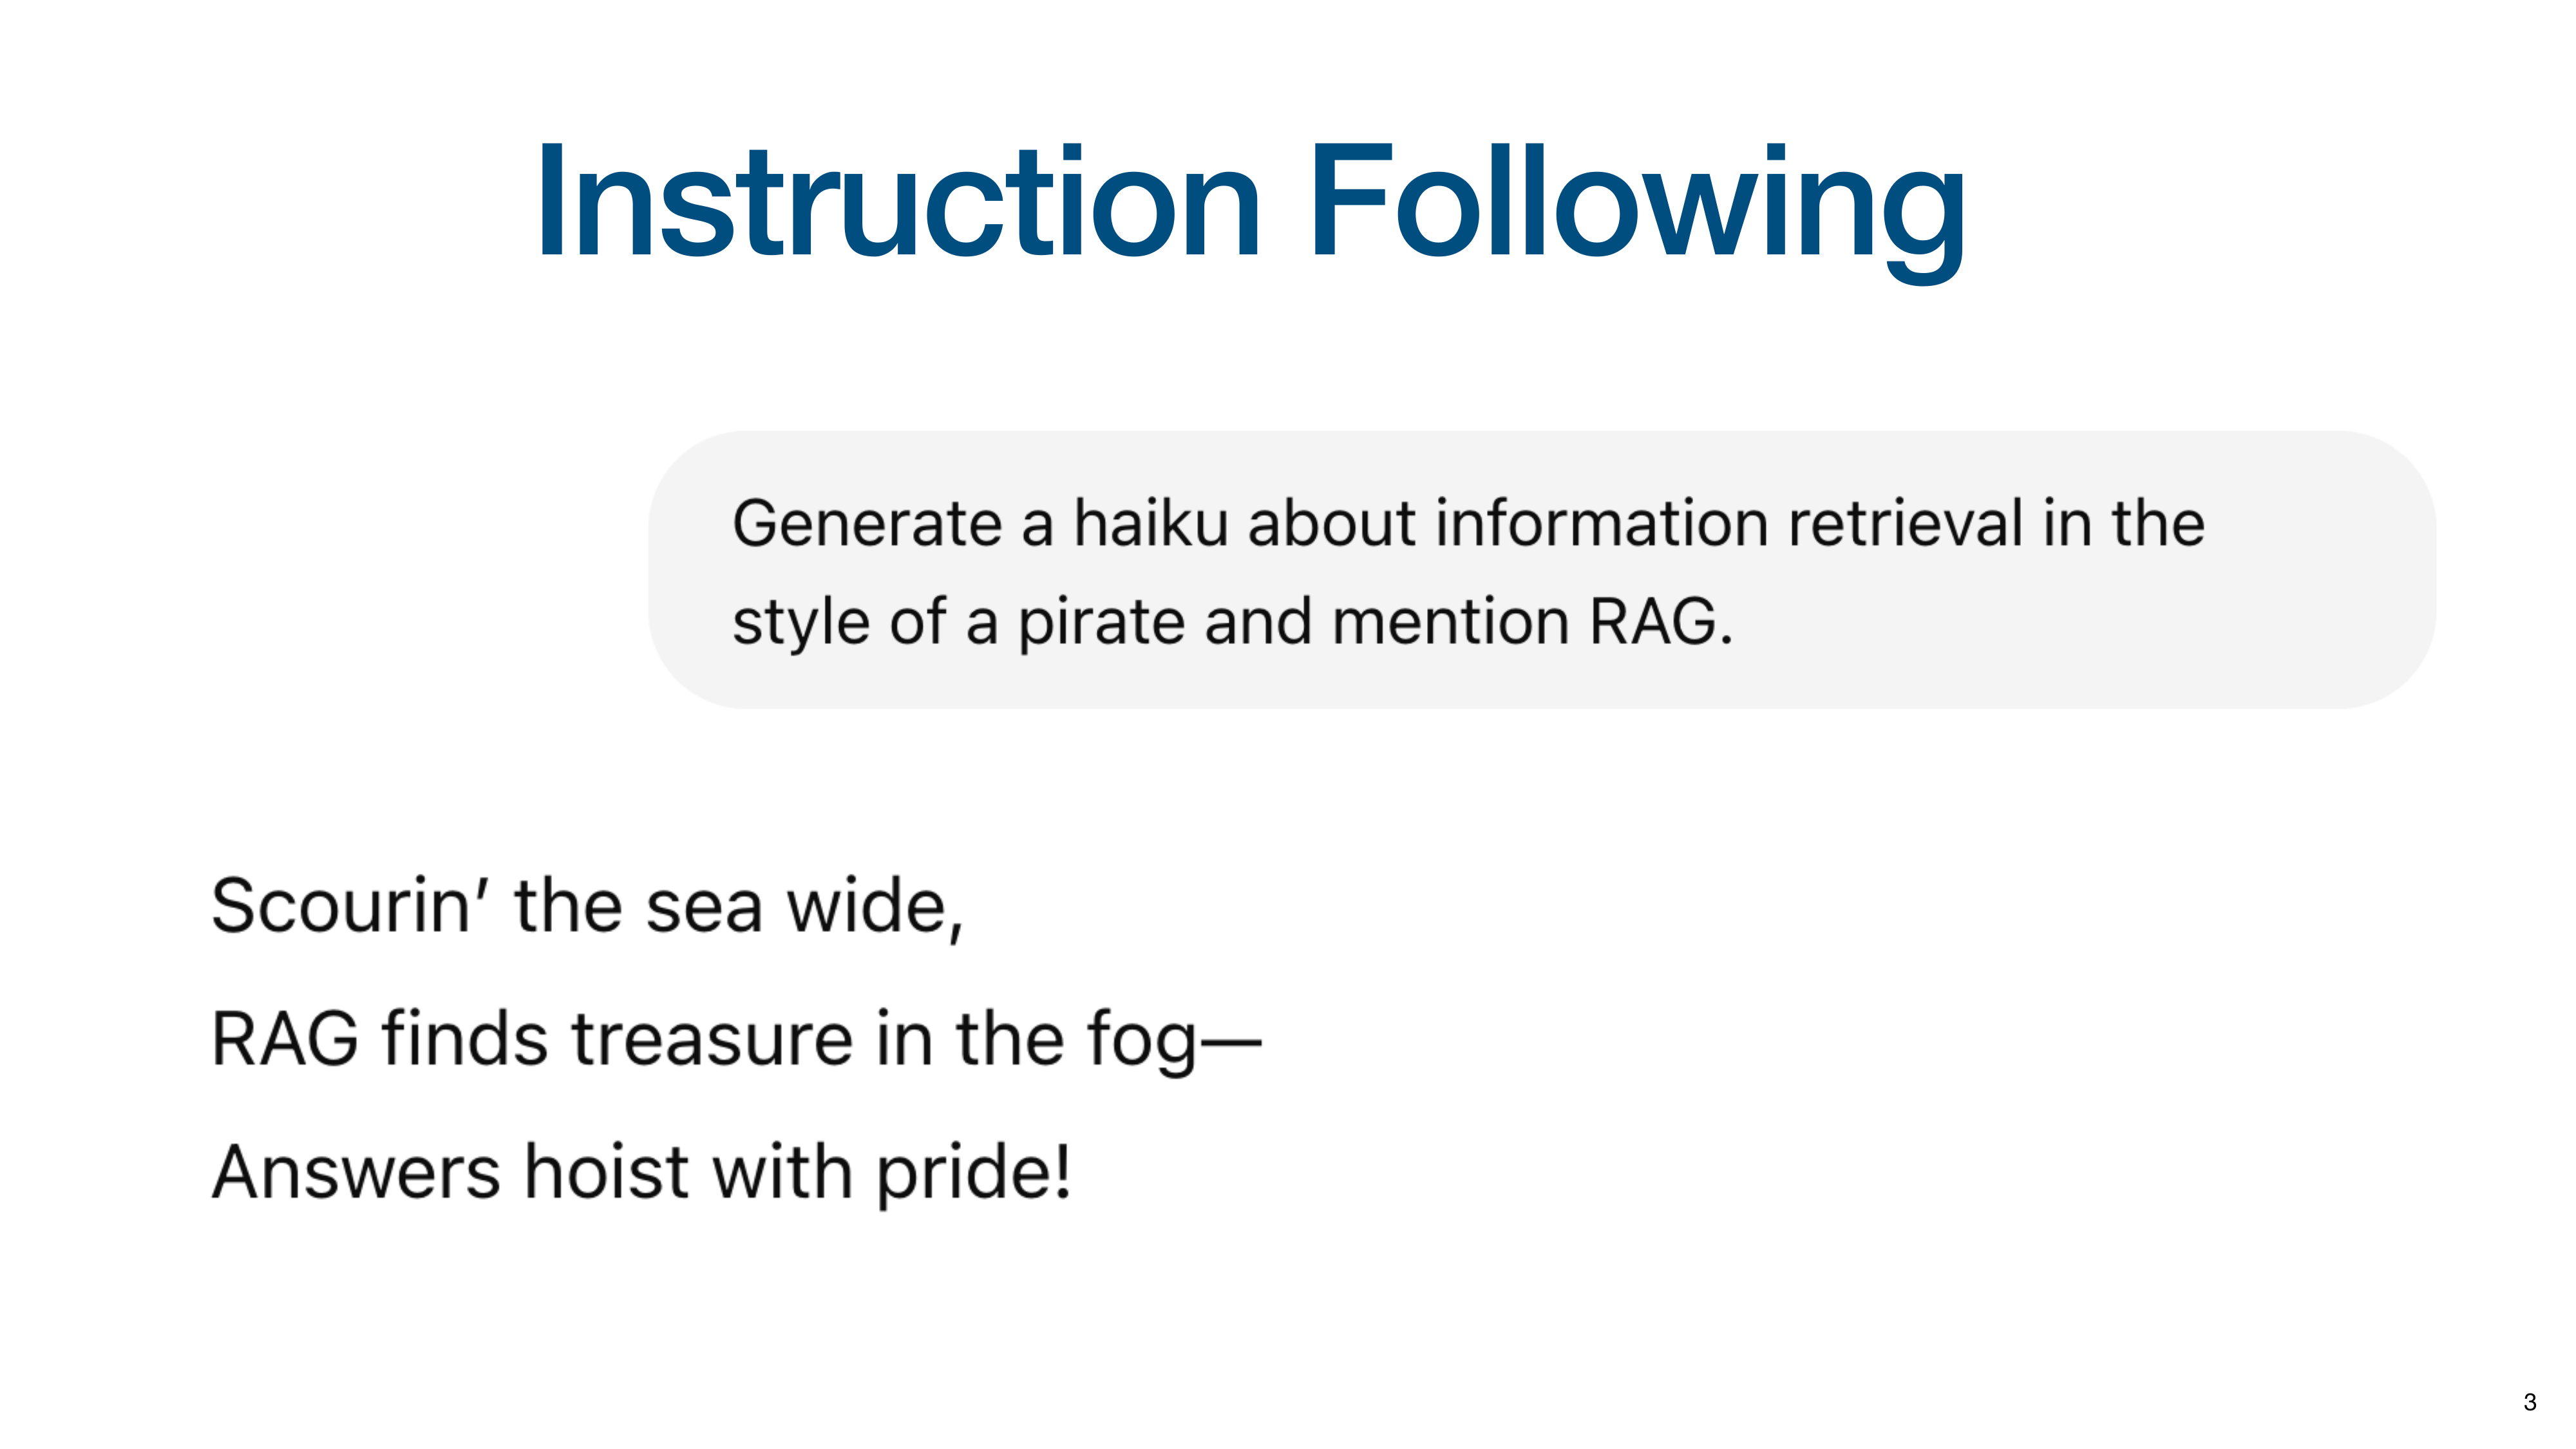 Instruction Following
Generate a haiku about information retrieval in the
style of a pirate and mention RAG.
Scourin’ the sea wide,
RAG finds treasure in the fog—
Answers hoist with pride!
3